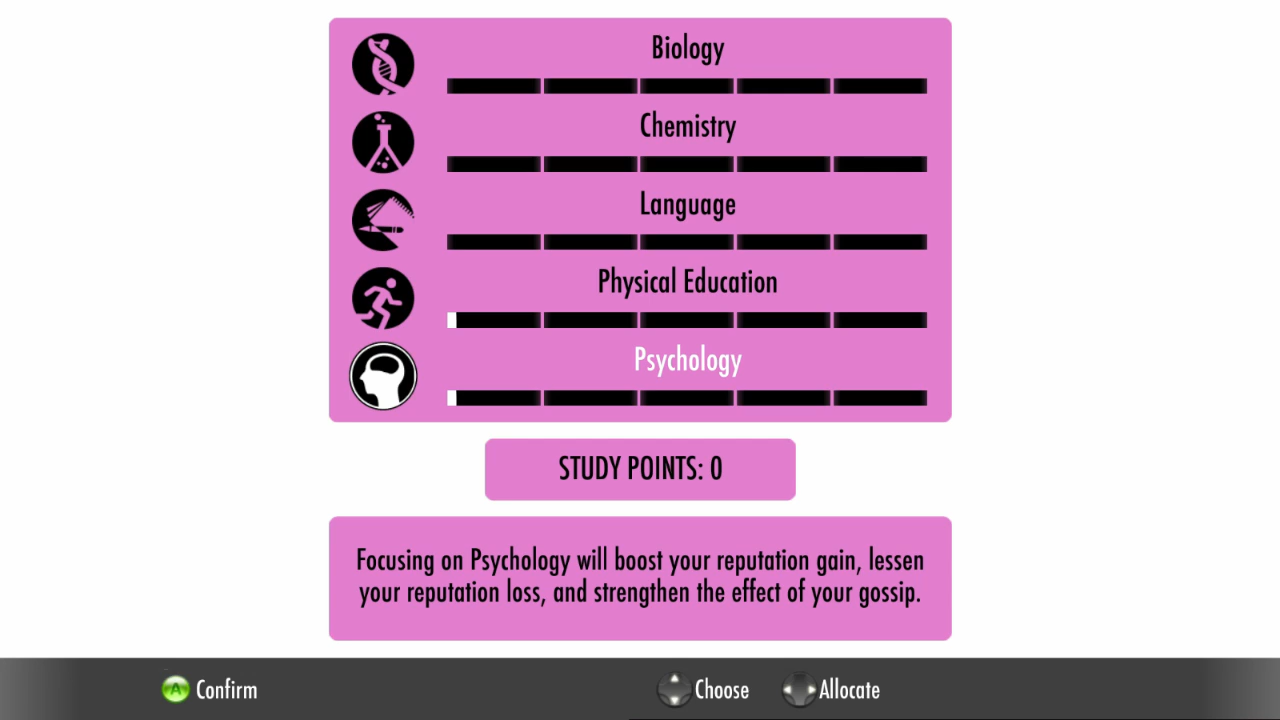 Biology
Chemistry
Language
Physical Education
Psychology
STUDY POINTS: 0
Focusing on Psychology will boost your reputation gain, lessen
your reputation loss, and strengthen the effect of your gossip.
A Confirm Choose Allocate